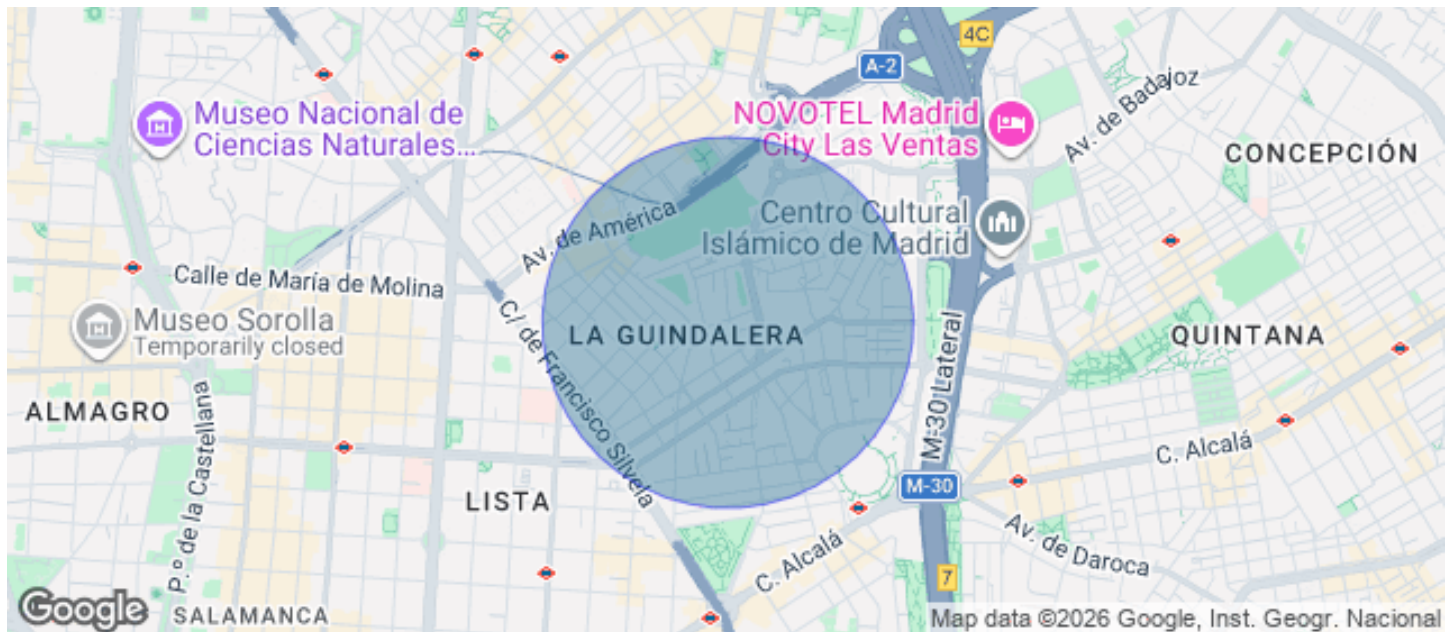 4C
A-2
Museo Nacional de
Ciencias Naturales...
NOVOTEL Madrid
City Las Ventas
Av. de Badajoz
CONCEPCIÓN
Av. de América
Centro Cultural
Islámico de Madrid
Calle de María de Molina
Museo Sorolla
Temporarily closed
C/ de Francisco Silvela
LA GUINDALERA
QUINTANA
M-30 Lateral
ALMAGRO
P.º de la Castellana
C. Alcalá
LISTA
M-30
Av. de Daroca
C. Alcalá
7
Google
SALAMANCA
Map data ©2026 Google, Inst. Geogr. Nacional